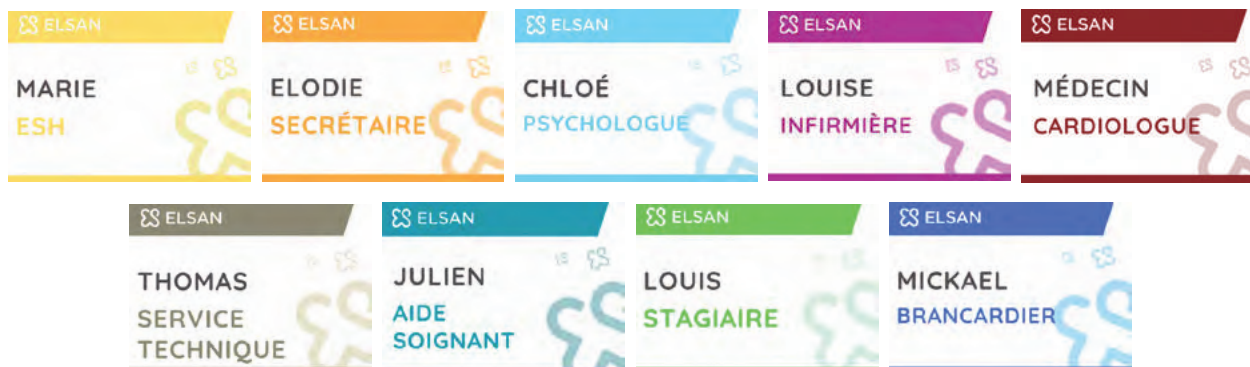 ELSAN
MARIE
ESH
ELSAN
ELODIE
SECRÉTAIRE
ELSAN
CHLOÉ
PSYCHOLOGUE
ELSAN
LOUISE
INFIRMIÈRE
ELSAN
MÉDECIN
CARDIOLOGUE
ELSAN
THOMAS
SERVICE
TECHNIQUE
ELSAN
JULIEN
AIDE
SOIGNANT
ELSAN
LOUIS
STAGIAIRE
ELSAN
MICKAEL
BRANCARDIER